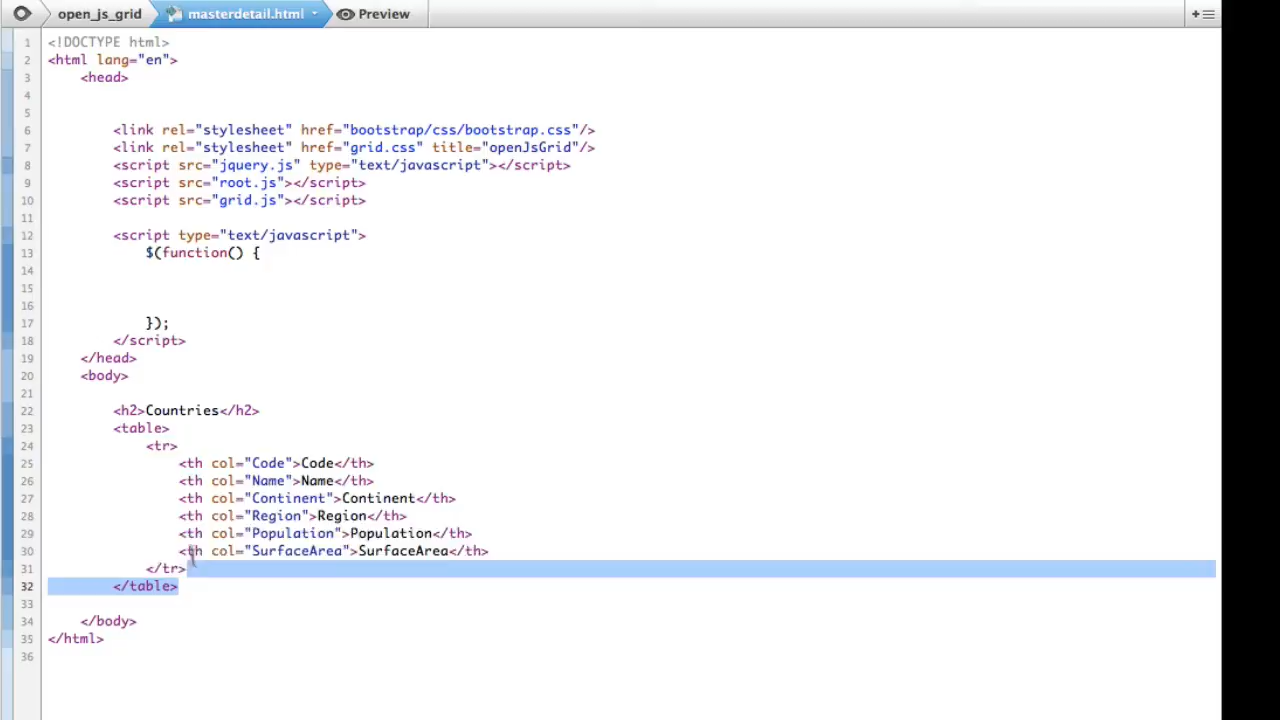 open_js_grid masterdetail.html Preview
1 <!DOCTYPE html>
2 <html lang="en">
3 <head>
4
5
6 <link rel="stylesheet" href="bootstrap/css/bootstrap.css"/>
7 <link rel="stylesheet" href="grid.css" title="openJsGrid"/>
8 <script src="jquery.js" type="text/javascript"></script>
9 <script src="root.js"></script>
10 <script src="grid.js"></script>
11
12 <script type="text/javascript">
13 $(function() {
14
15
16
17 });
18 </script>
19 </head>
20 <body>
21
22 <h2>Countries</h2>
23 <table>
24 <tr>
25 <th col="Code">Code</th>
26 <th col="Name">Name</th>
27 <th col="Continent">Continent</th>
28 <th col="Region">Region</th>
29 <th col="Population">Population</th>
30 <th col="SurfaceArea">SurfaceArea</th>
31 </tr>
32 </table>
33
34 </body>
35 </html>
36